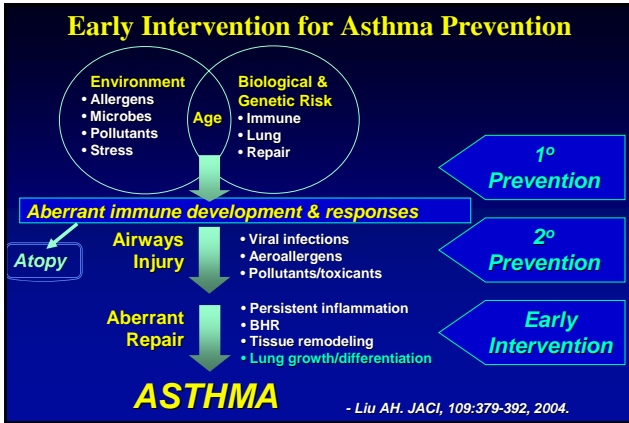 Early Intervention for Asthma Prevention
Environment
• Allergens
• Microbes
• Pollutants
• Stress
Age
Biological &
Genetic Risk
• Immune
• Lung
• Repair
1º
Prevention
Aberrant immune development & responses
Atopy
Airways
Injury
• Viral infections
• Aeroallergens
• Pollutants/toxicants
2º
Prevention
Aberrant
Repair
• Persistent inflammation
• BHR
• Tissue remodeling
• Lung growth/differentiation
Early
Intervention
ASTHMA
- Liu AH. JACI, 109:379-392, 2004.